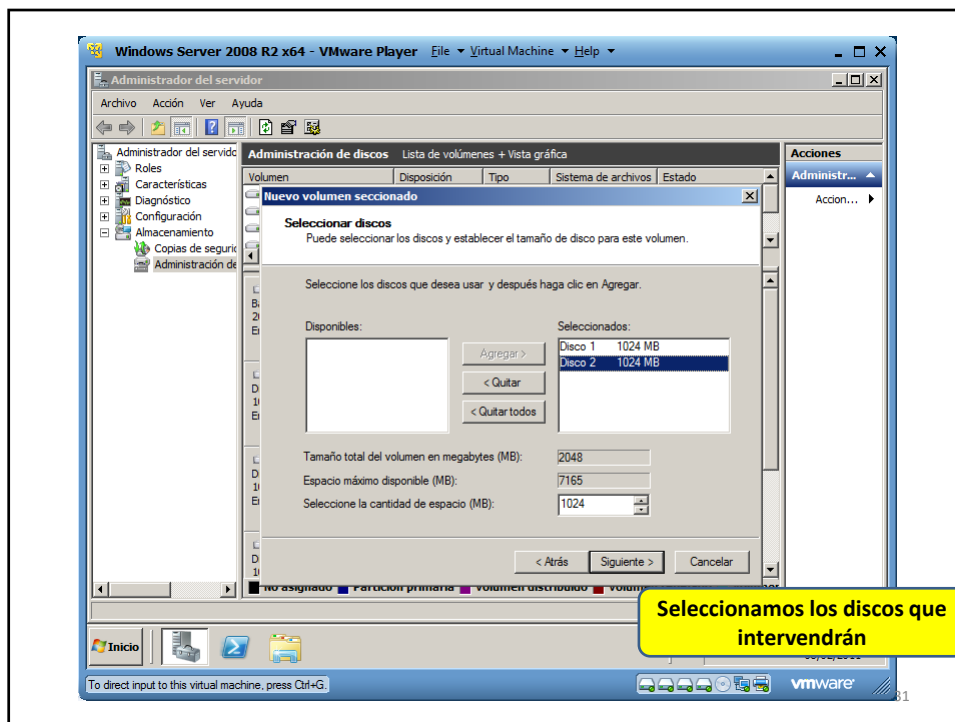 Windows Server 2008 R2 x64 - VMware Player File Virtual Machine Help
Administrador del servidor
Archivo Acción Ver Ayuda
Administrador del servidc
Roles
Características
Diagnóstico
Configuración
Almacenamiento
Copias de seguric
Administración de
Administración de discos Lista de volúmenes + Vista gráfica
Volumen Disposición Tipo Sistema de archivos Estado
Acciones
Administr...
Accion...
Nuevo volumen seccionado
Seleccionar discos
Puede seleccionar los discos y establecer el tamaño de disco para este volumen.
Seleccione los discos que desea usar y después haga clic en Agregar.
Disponibles:
Seleccionados:
Agregar >
< Quitar
< Quitar todos
Disco 1 1024 MB
Disco 2 1024 MB
Tamaño total del volumen en megabytes (MB): 2048
Espacio máximo disponible (MB): 7165
Seleccione la cantidad de espacio (MB): 1024
< Atrás Siguiente > Cancelar
No asignado Partición primaria Volumen distribuido
Seleccionamos los discos que
intervendrán
Inicio
To direct input to this virtual machine, press Ctrl+G.
vmware